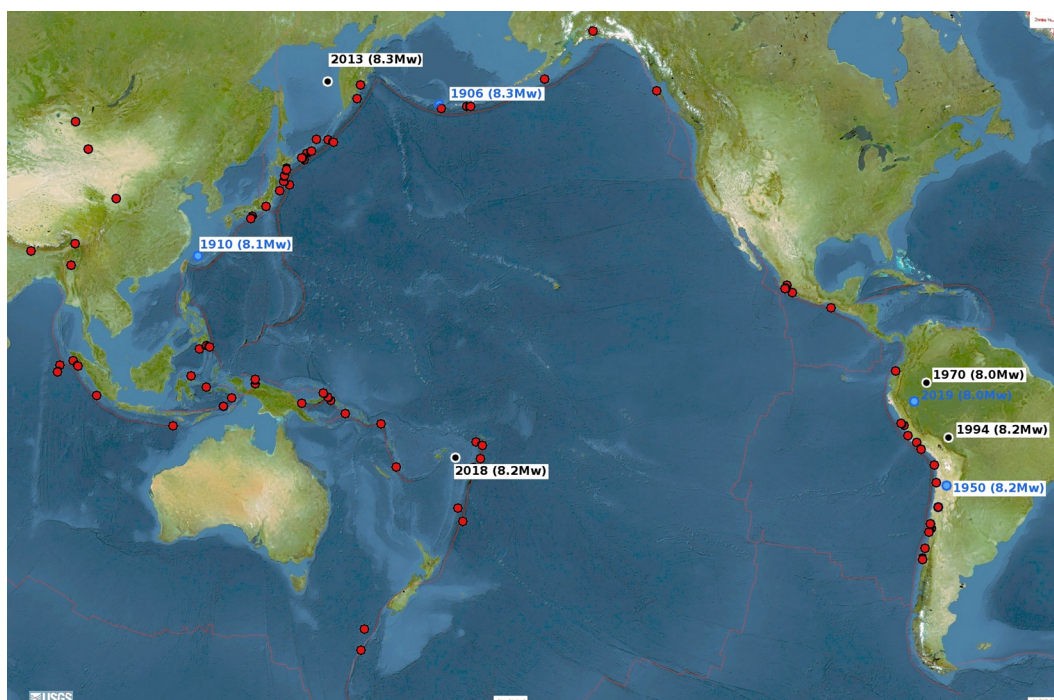 2013 (8.3Mw)
1906 (8.3Mw)
1910 (8.1Mw)
1970 (8.0Mw)
2019 (8.0Mw)
1994 (8.2Mw)
2018 (8.2Mw)
1950 (8.2Mw)
USGS